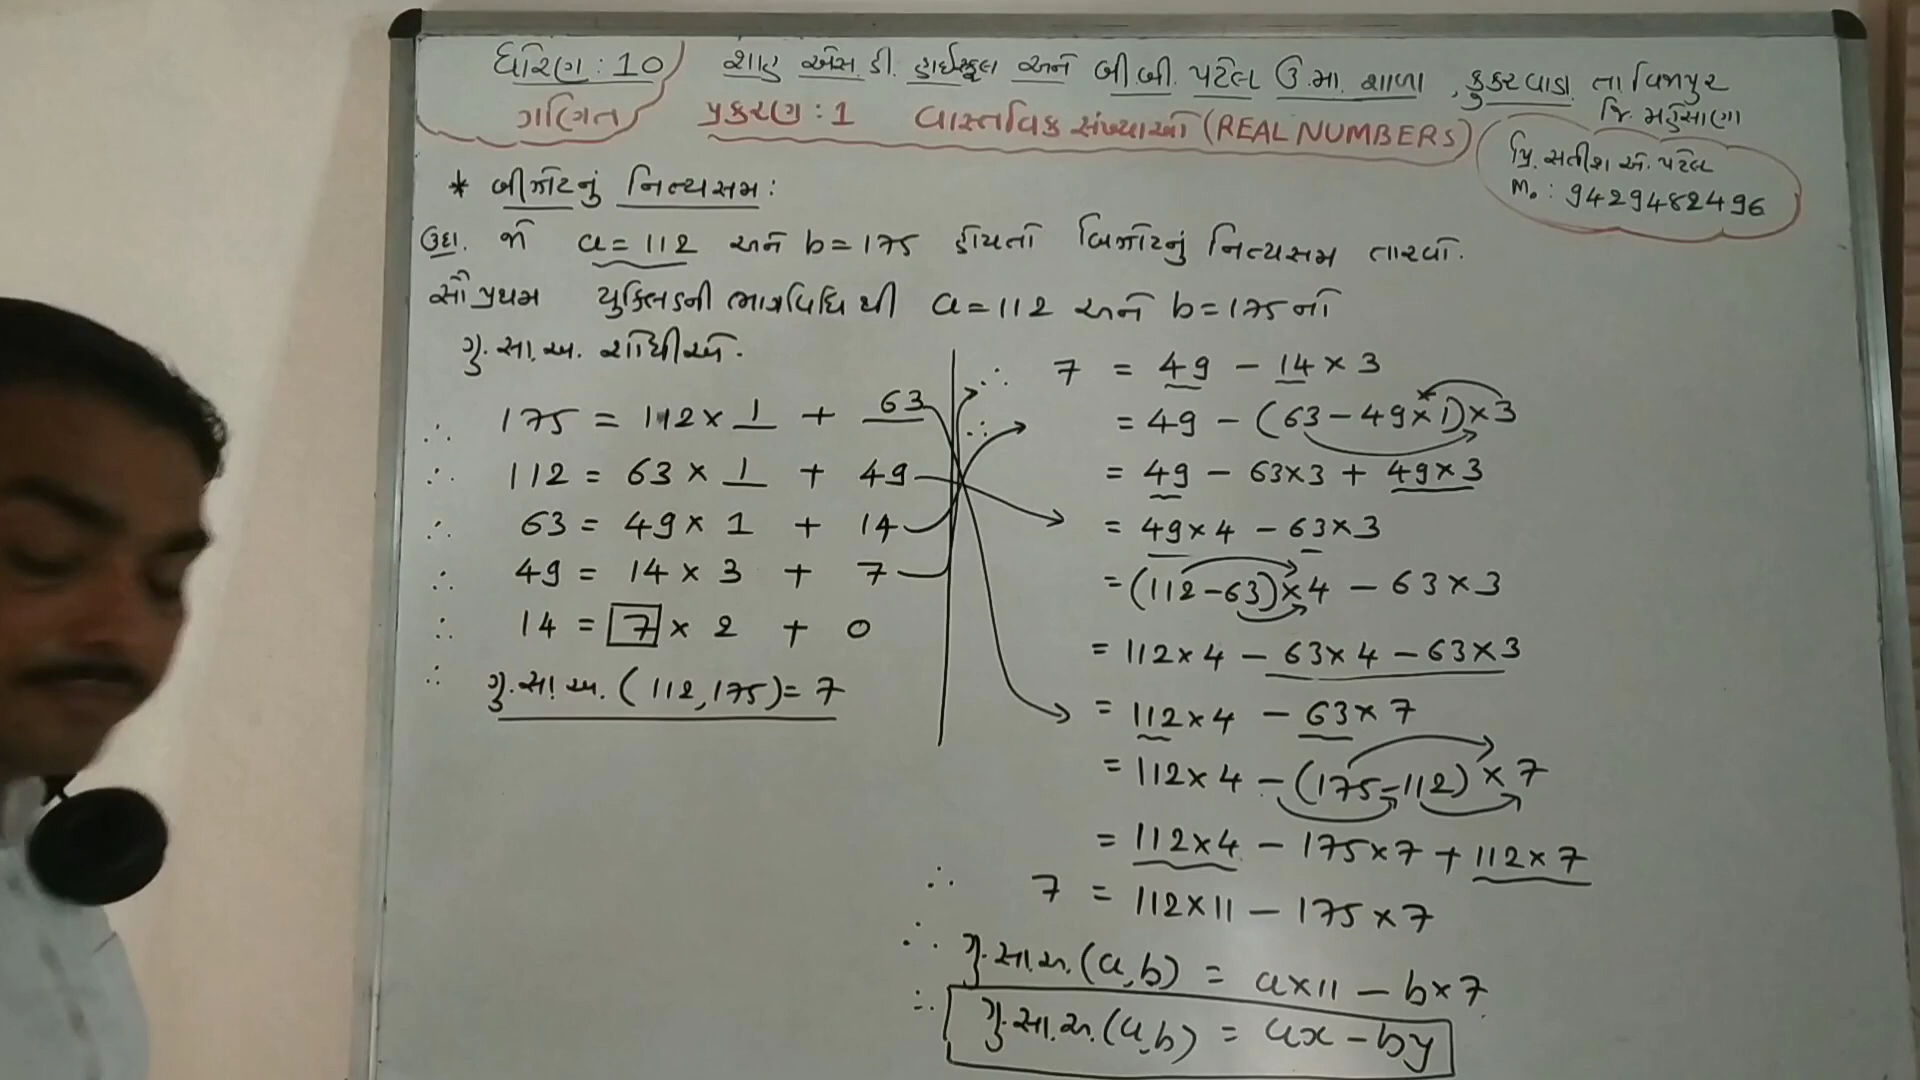 ધોરણ : 10 શાહ એસ.ડી. હાઈસ્કૂલ અને બી.બી. પટેલ ઉ.મા. શાળા, કુકરવાડા તા વિજાપુર
જિ. મહેસાણા
ગણિત પ્રકરણ : 1 વાસ્તવિક સંખ્યાઓ (REAL NUMBERS)
પ્રિ. સતીશ એ. પટેલ
M. : 9429482496
* બીઝોટનું નિત્યસમ :
ઉદા. જો a = 112 અને b = 175 હોયતો બિઝોટનું નિત્યસમ તારવો.
સૌ પ્રથમ યુક્લિડની ભાગવિધિ થી a = 112 અને b = 175 નો
ગુ.સા.અ. શોધીએ.
∴ 175 = 112 × 1 + 63
∴ 112 = 63 × 1 + 49
∴ 63 = 49 × 1 + 14
∴ 49 = 14 × 3 + 7
∴ 14 = 7 × 2 + 0
∴ ગુ.સા.અ. (112, 175) = 7
∴ 7 = 49 - 14 × 3
∴ = 49 - (63 - 49 × 1) × 3
= 49 - 63×3 + 49×3
= 49×4 - 63×3
= (112-63)×4 - 63×3
= 112×4 - 63×4 - 63×3
= 112×4 - 63×7
= 112×4 - (175-112)×7
= 112×4 - 175×7 + 112×7
∴ 7 = 112×11 - 175×7
∴ ગુ.સા.અ. (a,b) = a×11 - b×7
∴ ગુ.સા.અ. (a,b) = ax - by